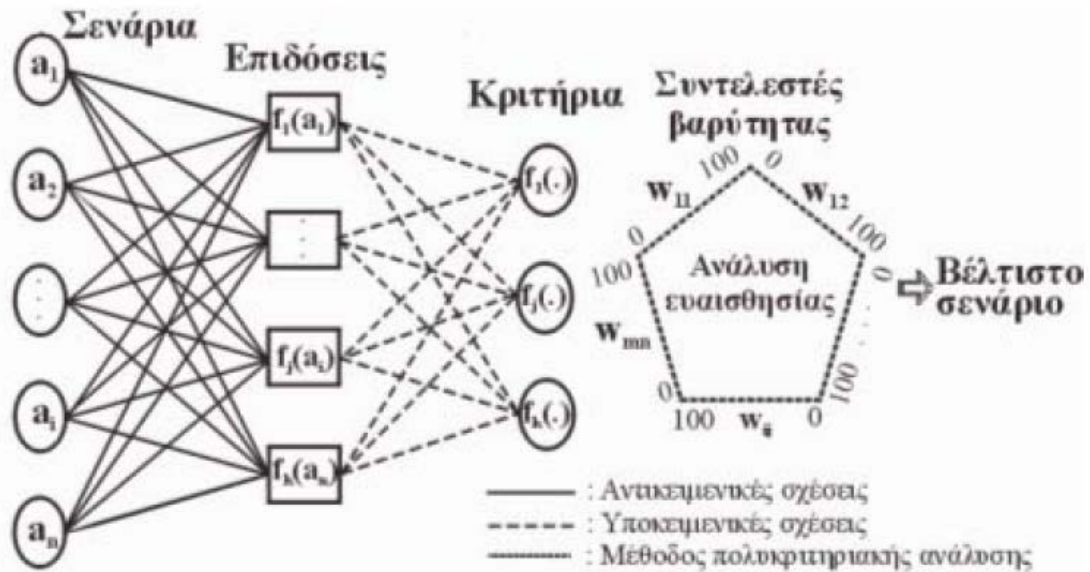 Σενάρια
a₁
a₂
⋮
aᵢ
aₙ
Επιδόσεις
f₁(a₁)
⋮
fⱼ(aᵢ)
fₖ(aₙ)
Κριτήρια
f₁(.)
fⱼ(.)
fₖ(.)
Συντελεστές
βαρύτητας
100 0
w₁₁ w₁₂
0 100
100 0
Ανάλυση
ευαισθησίας
wₘₙ
0 100
100 wᵢⱼ 0
Βέλτιστο
σενάριο
: Αντικειμενικές σχέσεις
: Υποκειμενικές σχέσεις
: Μέθοδος πολυκριτηριακής ανάλυσης